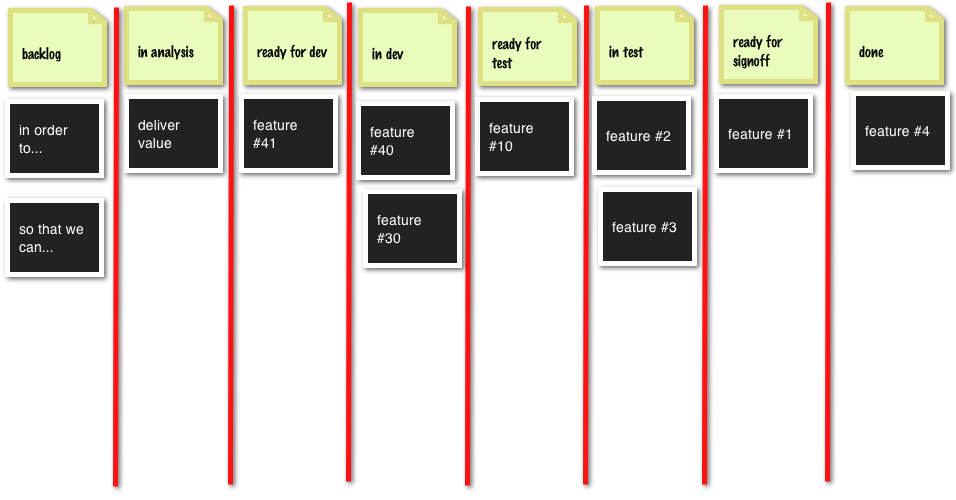 backlog
in analysis
ready for dev
in dev
ready for
test
in test
ready for
signoff
done
in order
to...
deliver
value
feature
#41
feature
#40
feature
#10
feature #2
feature #1
feature #4
so that we
can...
feature
#30
feature #3